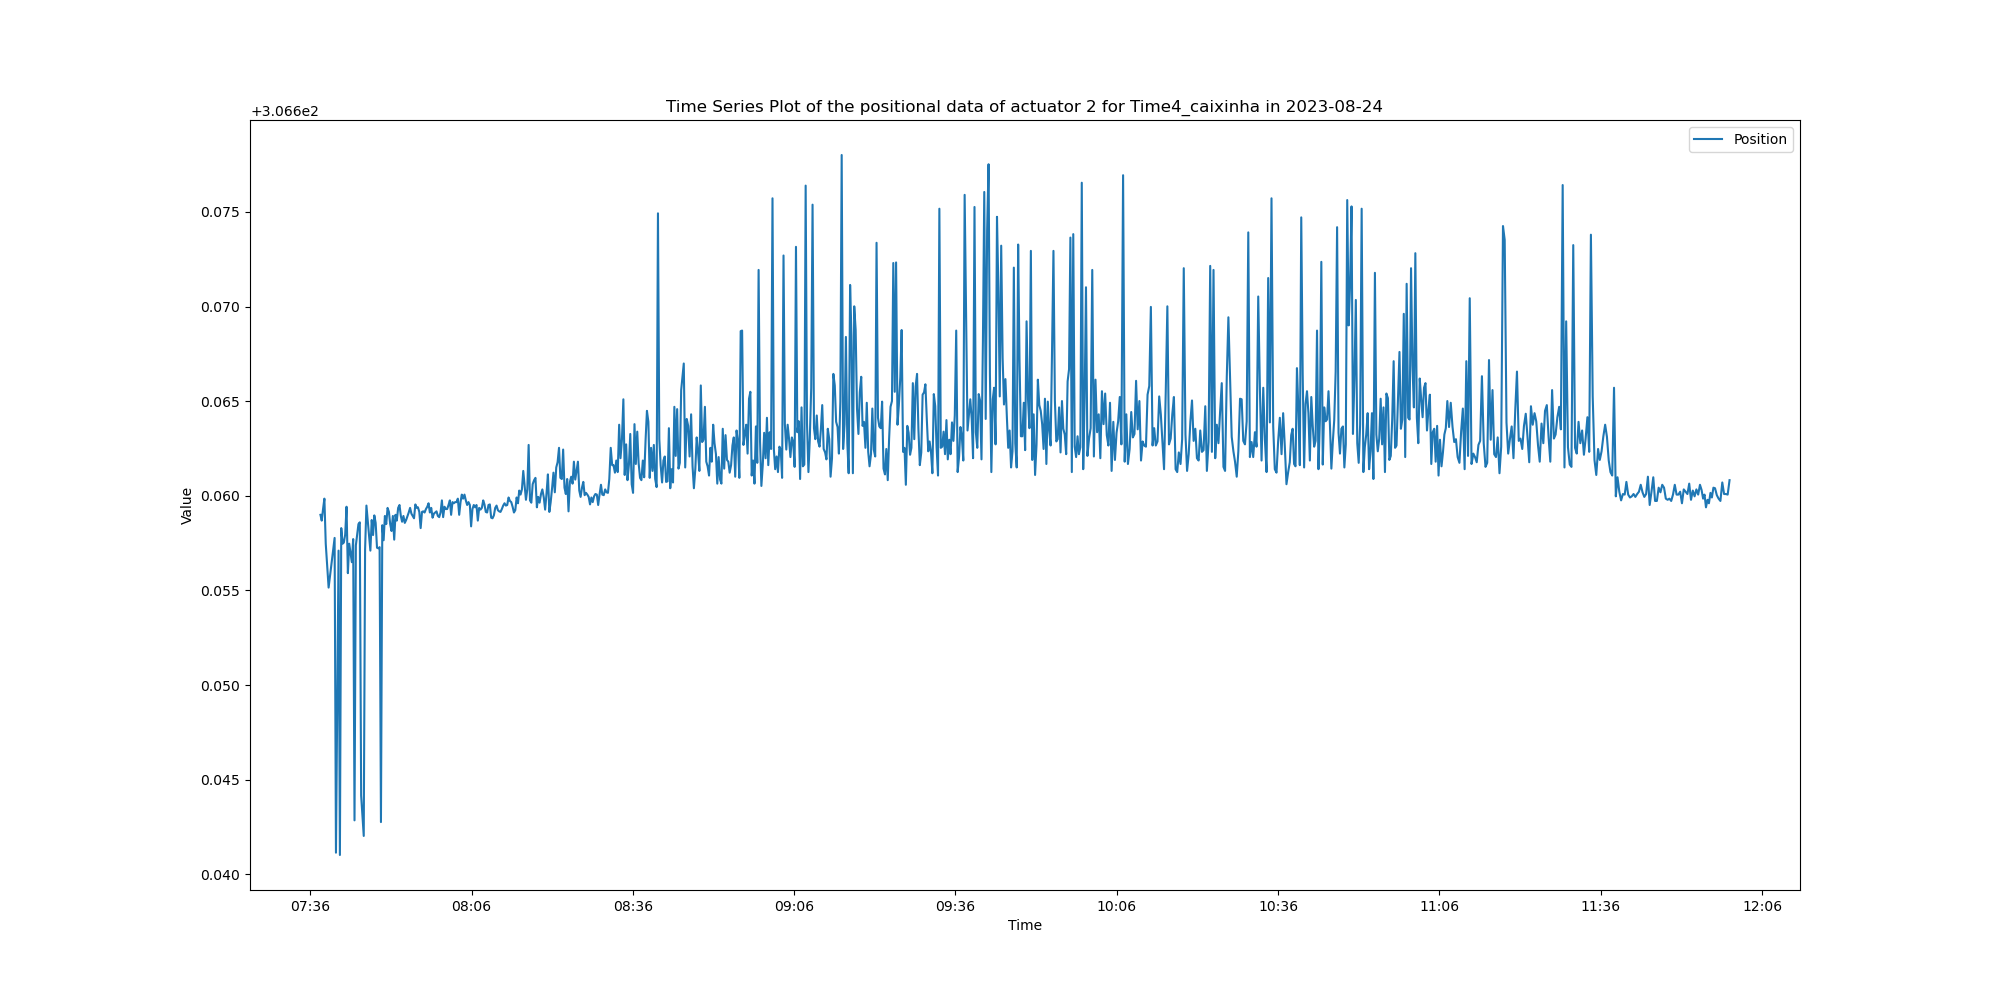 Time Series Plot of the positional data of actuator 2 for Time4_caixinha in 2023-08-24
+3.066e2
Position
0.075
0.070
0.065
0.060
0.055
0.050
0.045
0.040
Value
07:36 08:06 08:36 09:06 09:36 10:06 10:36 11:06 11:36 12:06
Time